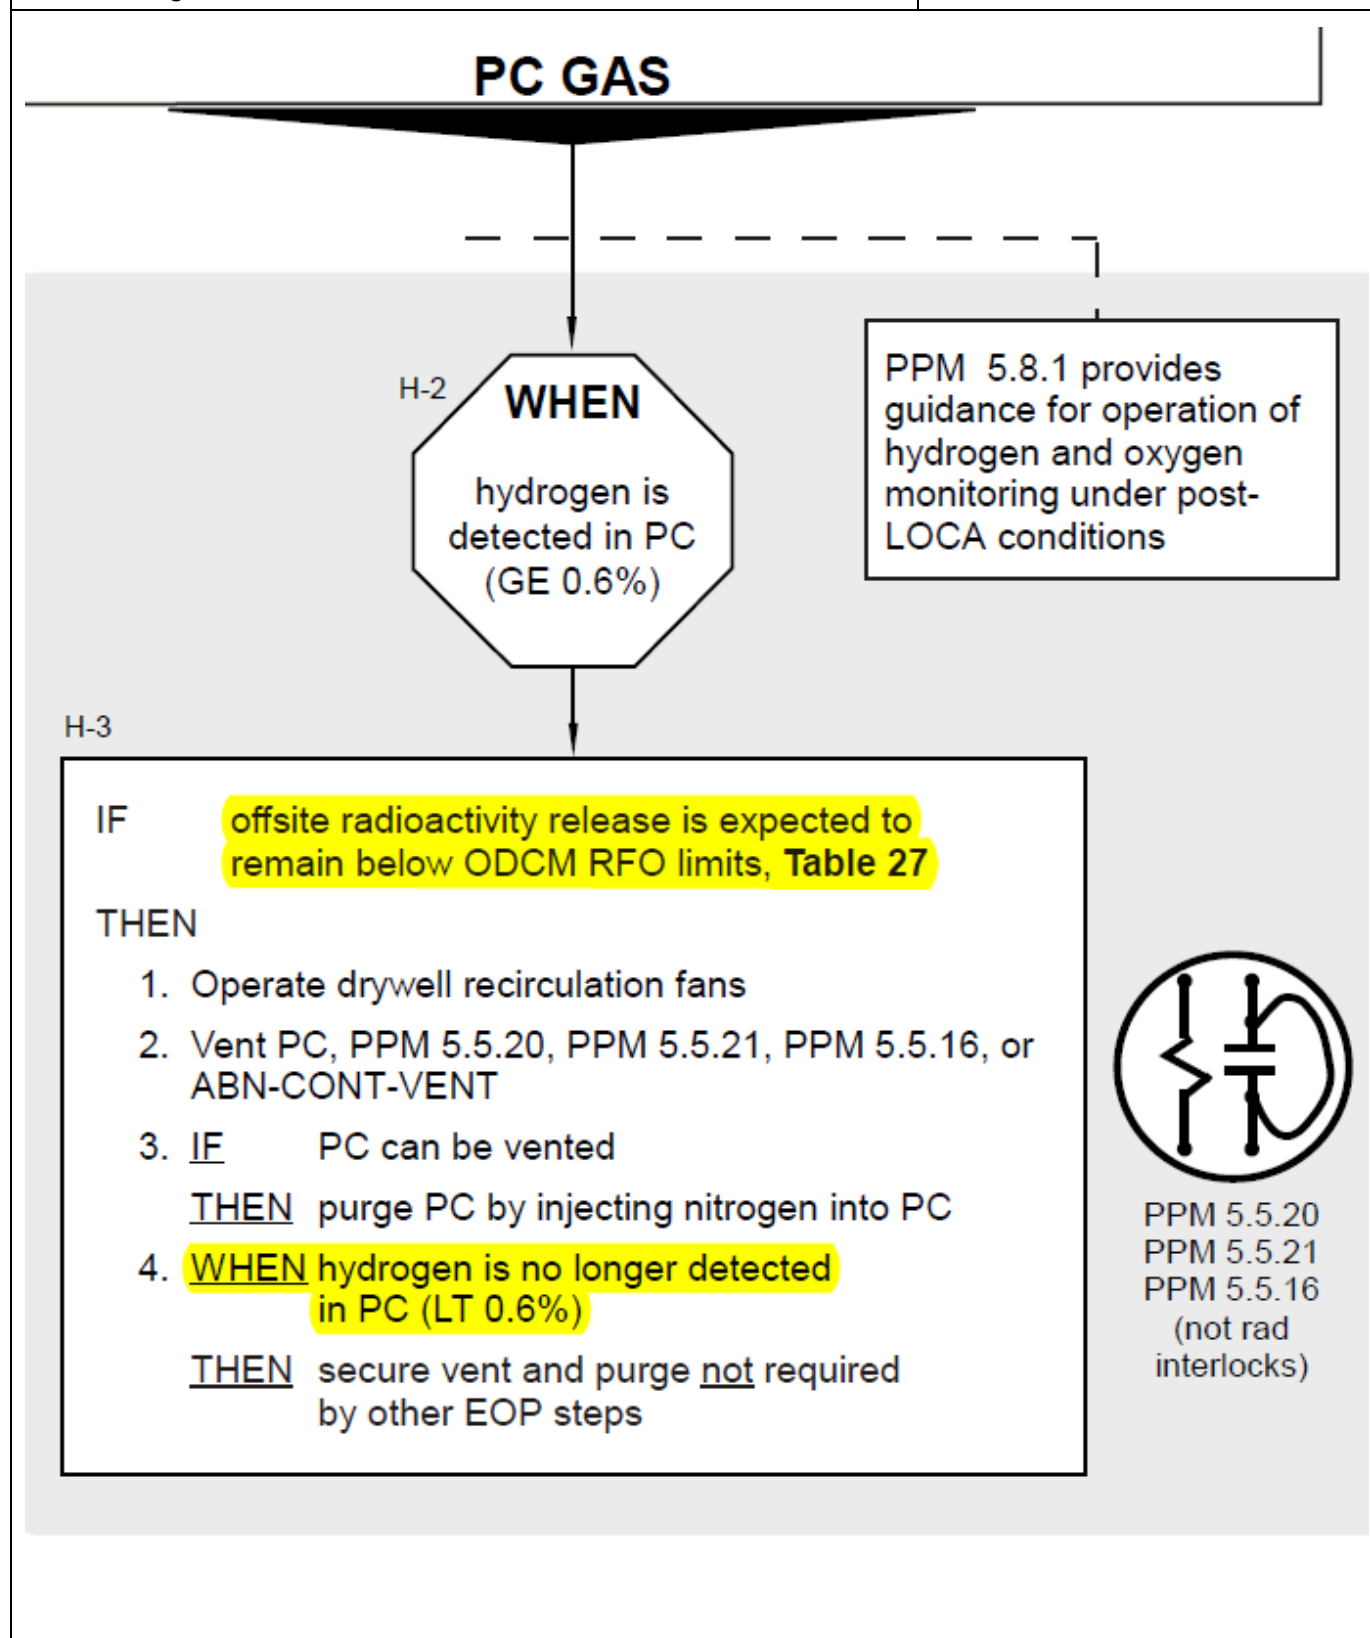 PC GAS
H-2
WHEN
hydrogen is
detected in PC
(GE 0.6%)
PPM 5.8.1 provides
guidance for operation of
hydrogen and oxygen
monitoring under post-
LOCA conditions
H-3
IF offsite radioactivity release is expected to
remain below ODCM RFO limits, Table 27
THEN
1. Operate drywell recirculation fans
2. Vent PC, PPM 5.5.20, PPM 5.5.21, PPM 5.5.16, or
ABN-CONT-VENT
3. IF PC can be vented
THEN purge PC by injecting nitrogen into PC
4. WHEN hydrogen is no longer detected
in PC (LT 0.6%)
THEN secure vent and purge not required
by other EOP steps
PPM 5.5.20
PPM 5.5.21
PPM 5.5.16
(not rad
interlocks)